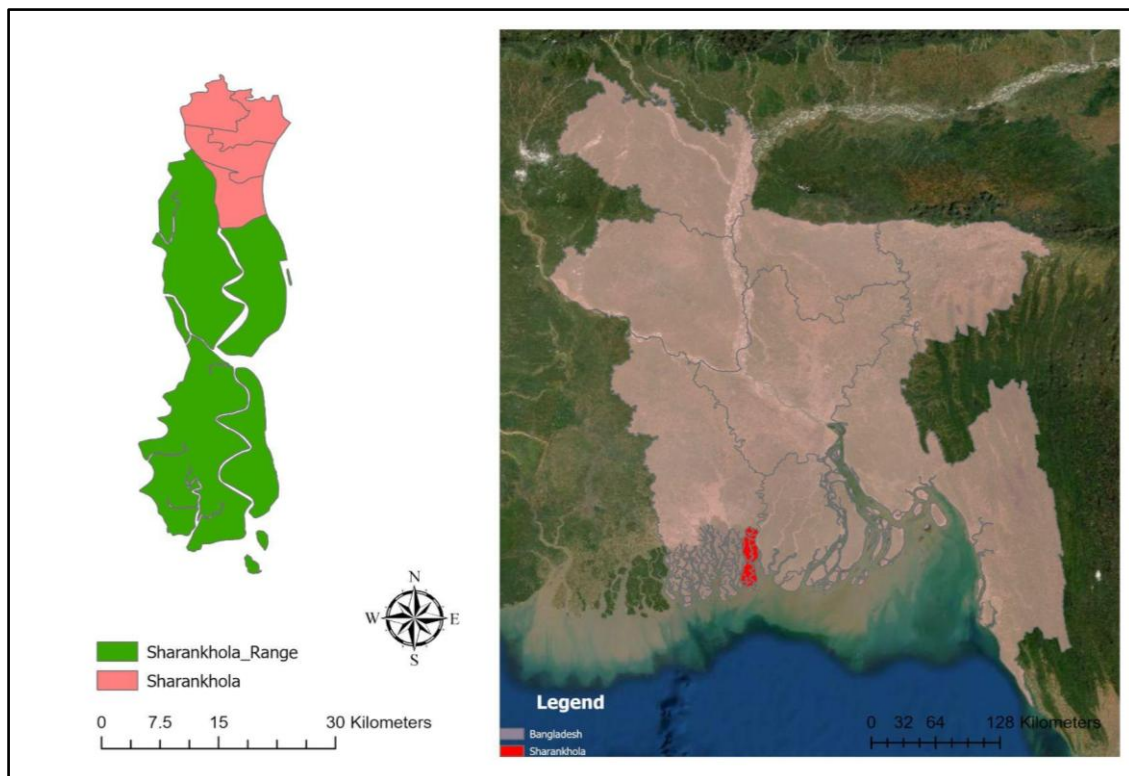 N
W E
S
Sharankhola_Range
Sharankhola
0 7.5 15 30 Kilometers
Legend
Bangladesh
Sharankhola
0 32 64 128 Kilometers